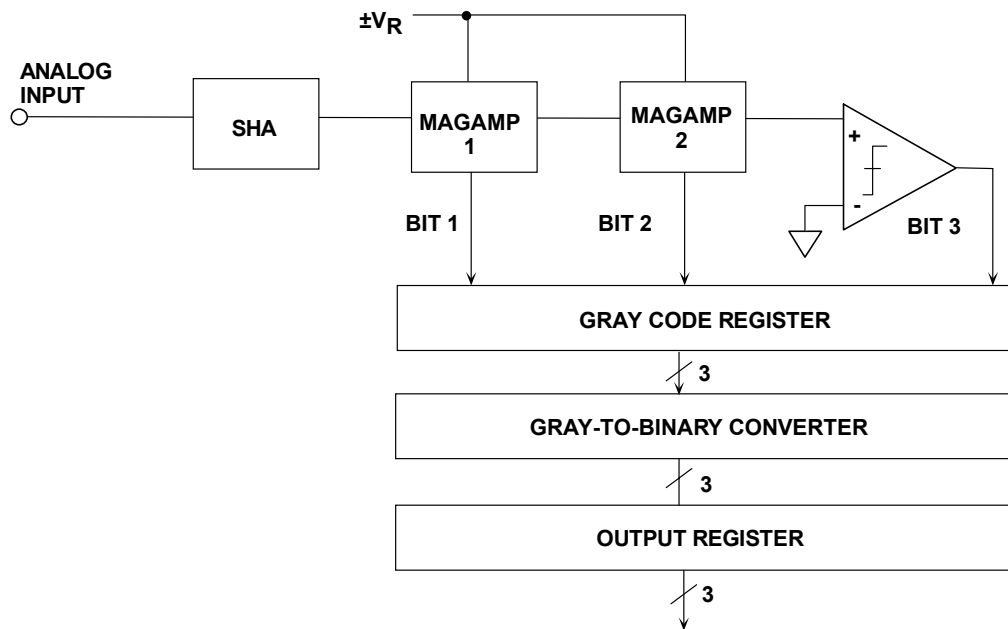 ±VR
ANALOG
INPUT
SHA
MAGAMP
1
MAGAMP
2
+
-
BIT 1
BIT 2
BIT 3
GRAY CODE REGISTER
3
GRAY-TO-BINARY CONVERTER
3
OUTPUT REGISTER
3